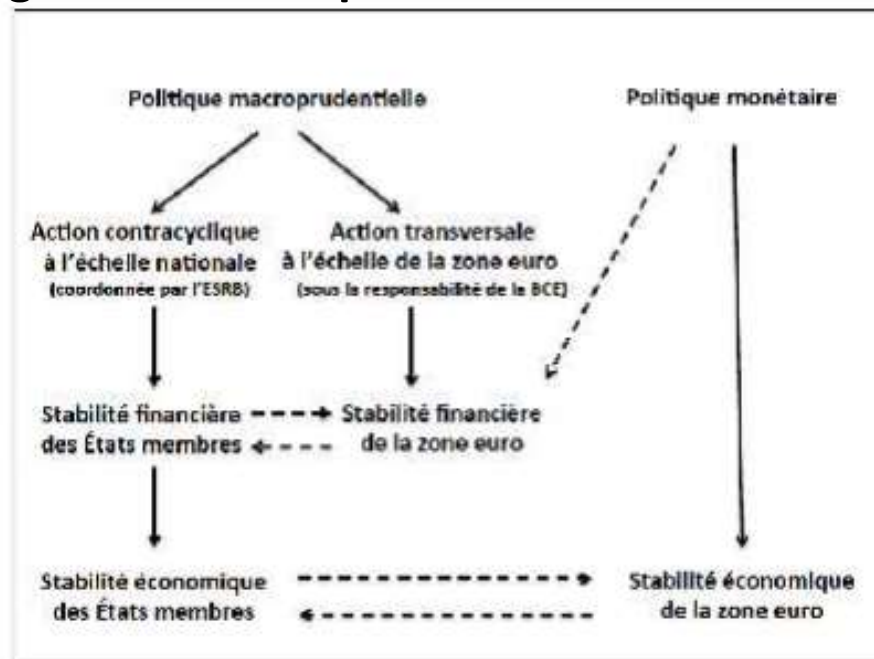 Politique macroprudentielle
Politique monétaire
Action contracyclique
à l'échelle nationale
(coordonnée par l'ESRB)
Action transversale
à l'échelle de la zone euro
(sous la responsabilité de la BCE)
Stabilité financière
des États membres
Stabilité financière
de la zone euro
Stabilité économique
des États membres
Stabilité économique
de la zone euro